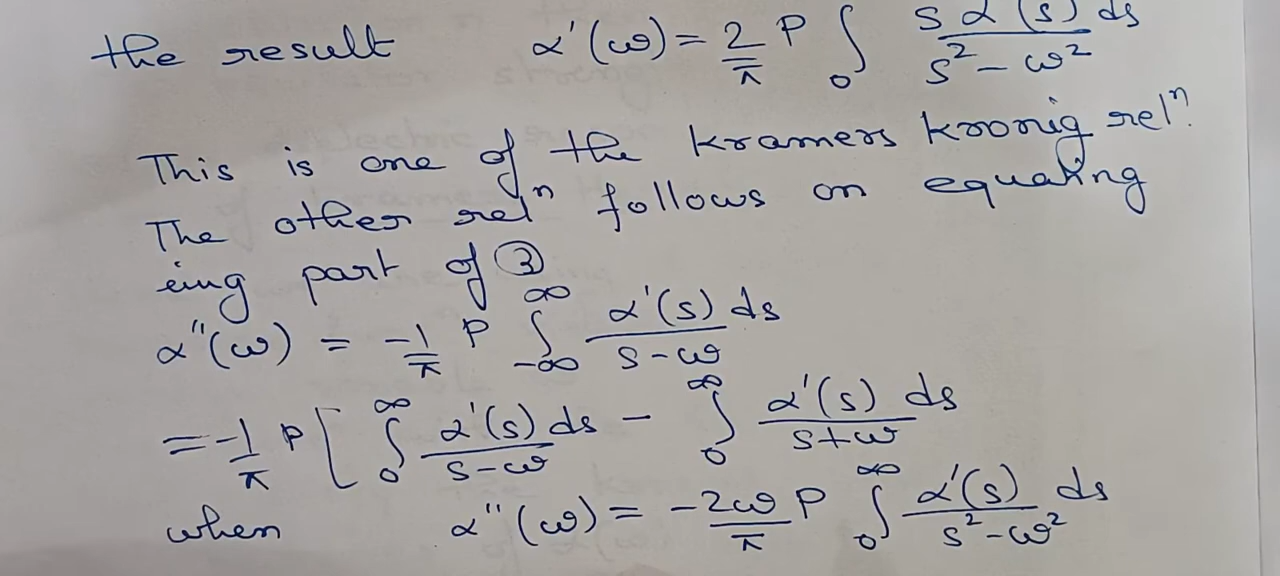 the result α'(ω) = 2/π P ∫₀ s α (s) ds / s² − ω²
This is one of the Kramers Kronig relⁿ.
The other relⁿ follows on equating
img part of ③
α''(ω) = −1/π P ∫_{−∞}^{∞} α'(s) ds / s − ω
= −1/π P [ ∫₀^∞ α'(s) ds / s − ω − ∫₀^∞ α'(s) ds / s + ω
when α''(ω) = −2ω/π P ∫₀^∞ α'(s) ds / s² − ω²